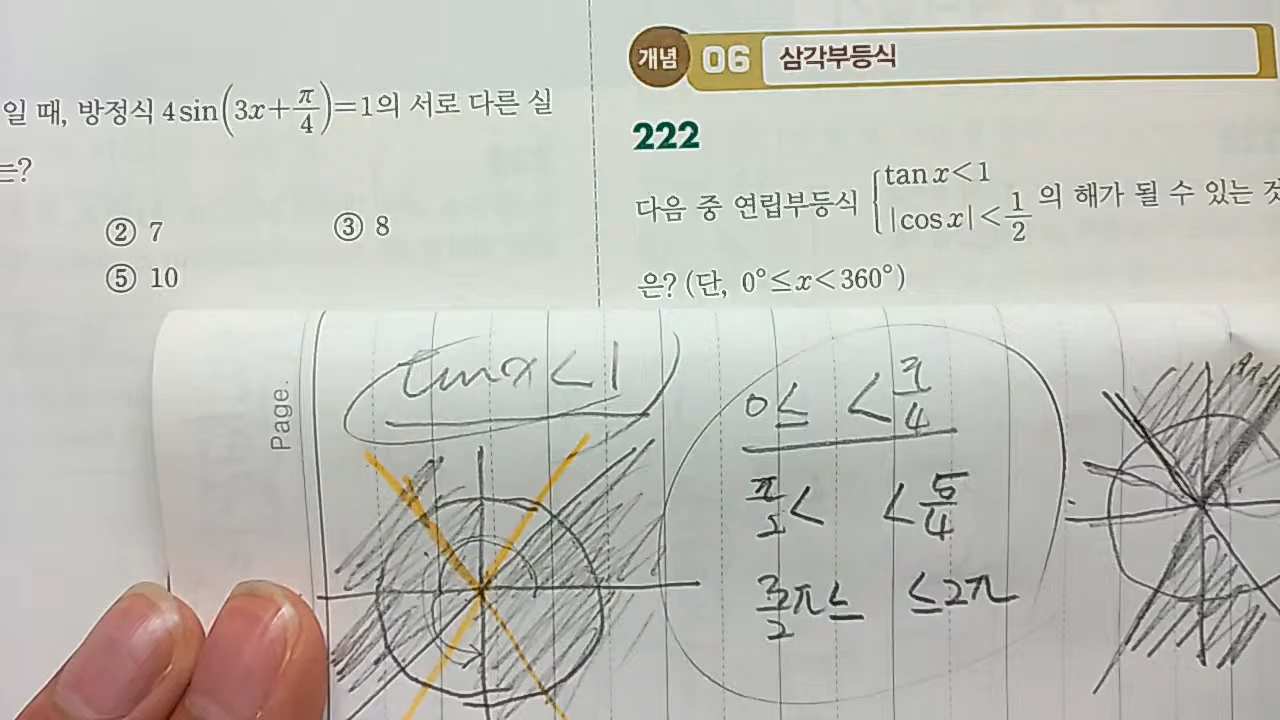 일 때, 방정식 4sin(3x+π/4)=1의 서로 다른 실
는?
② 7
③ 8
⑤ 10
개념 06 삼각부등식
222
다음 중 연립부등식 {tan x<1 |cos x|<1/2 의 해가 될 수 있는 것
은? (단, 0°≤x<360°)
Page.
tanx<1
0≤ <π/4
π/2< <5/4
3/2π≤ ≤2π